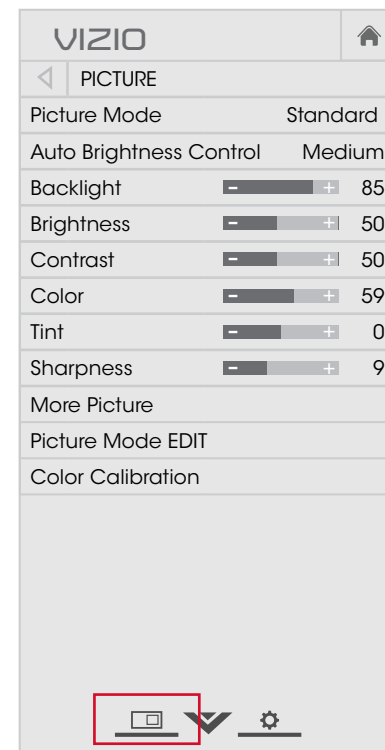 VIZIO
PICTURE
Picture Mode Standard
Auto Brightness Control Medium
Backlight - + 85
Brightness - + 50
Contrast - + 50
Color - + 59
Tint - + 0
Sharpness - + 9
More Picture
Picture Mode EDIT
Color Calibration